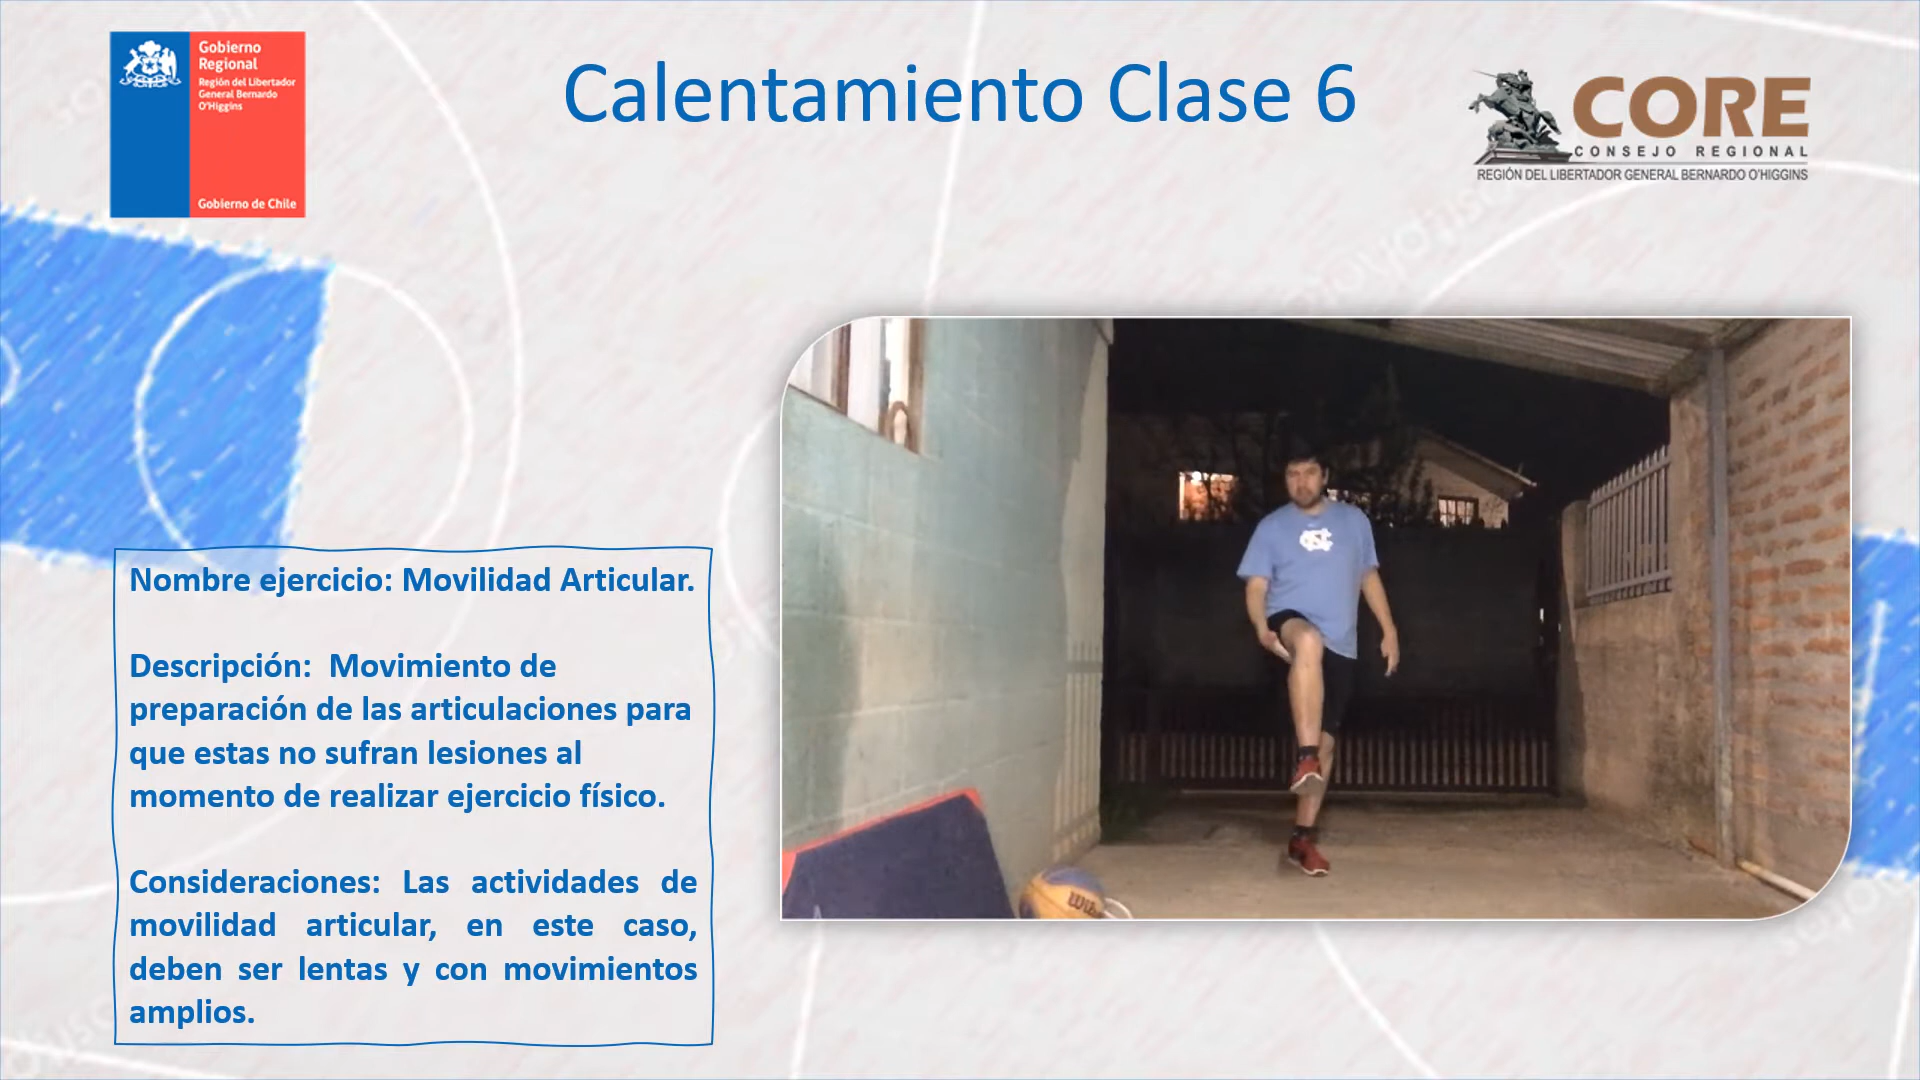 Gobierno
Regional
Región del Libertador
General Bernardo
O'Higgins
Gobierno de Chile
Calentamiento Clase 6
CORE
CONSEJO REGIONAL
REGIÓN DEL LIBERTADOR GENERAL BERNARDO O'HIGGINS
Nombre ejercicio: Movilidad Articular.
Descripción: Movimiento de
preparación de las articulaciones para
que estas no sufran lesiones al
momento de realizar ejercicio físico.
Consideraciones: Las actividades de
movilidad articular, en este caso,
deben ser lentas y con movimientos
amplios.
NC